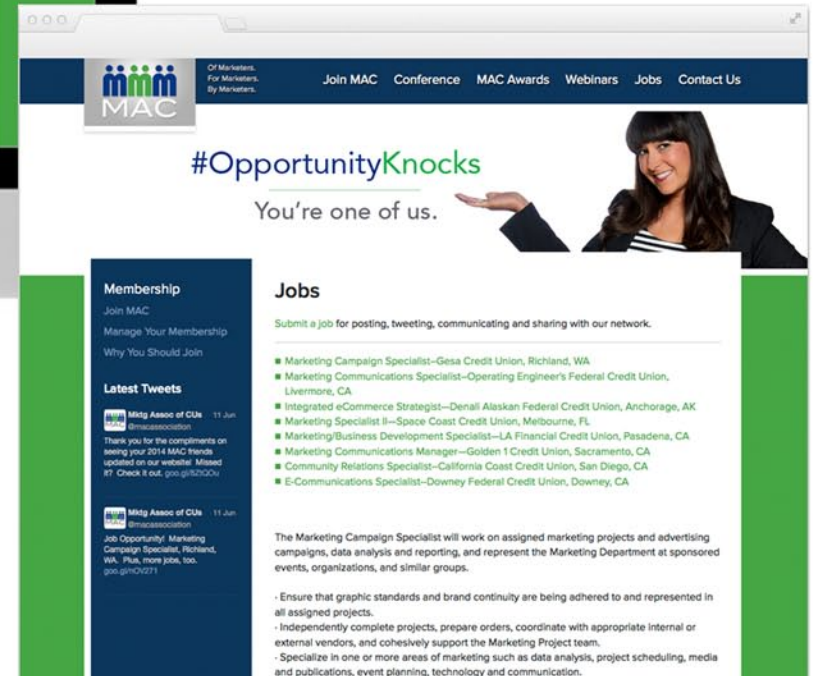 MAC
Of Marketers.
For Marketers.
By Marketers.
Join MAC Conference MAC Awards Webinars Jobs Contact Us
#OpportunityKnocks
You're one of us.
Membership
Join MAC
Manage Your Membership
Why You Should Join
Latest Tweets
Mktg Assoc of CUs 11 Jun
@macassociation
Thank you for the compliments on
seeing your 2014 MAC friends
updated on our website! Missed
it? Check it out.
Mktg Assoc of CUs 11 Jun
@macassociation
Job Opportunity! Marketing
Campaign Specialist, Richland,
WA. Plus, more jobs, too.
goo.gl/nOV271
Jobs
Submit a job for posting, tweeting, communicating and sharing with our network.
Marketing Campaign Specialist–Gesa Credit Union, Richland, WA
Marketing Communications Specialist–Operating Engineer's Federal Credit Union,
Livermore, CA
Integrated eCommerce Strategist—Denali Alaskan Federal Credit Union, Anchorage, AK
Marketing Specialist II—Space Coast Credit Union, Melbourne, FL
Marketing/Business Development Specialist—LA Financial Credit Union, Pasadena, CA
Marketing Communications Manager—Golden 1 Credit Union, Sacramento, CA
Community Relations Specialist–California Coast Credit Union, San Diego, CA
E-Communications Specialist–Downey Federal Credit Union, Downey, CA
The Marketing Campaign Specialist will work on assigned marketing projects and advertising
campaigns, data analysis and reporting, and represent the Marketing Department at sponsored
events, organizations, and similar groups.
· Ensure that graphic standards and brand continuity are being adhered to and represented in
all assigned projects.
· Independently complete projects, prepare orders, coordinate with appropriate internal or
external vendors, and cohesively support the Marketing Project team.
· Specialize in one or more areas of marketing such as data analysis, project scheduling, media
and publications, event planning, technology and communication.